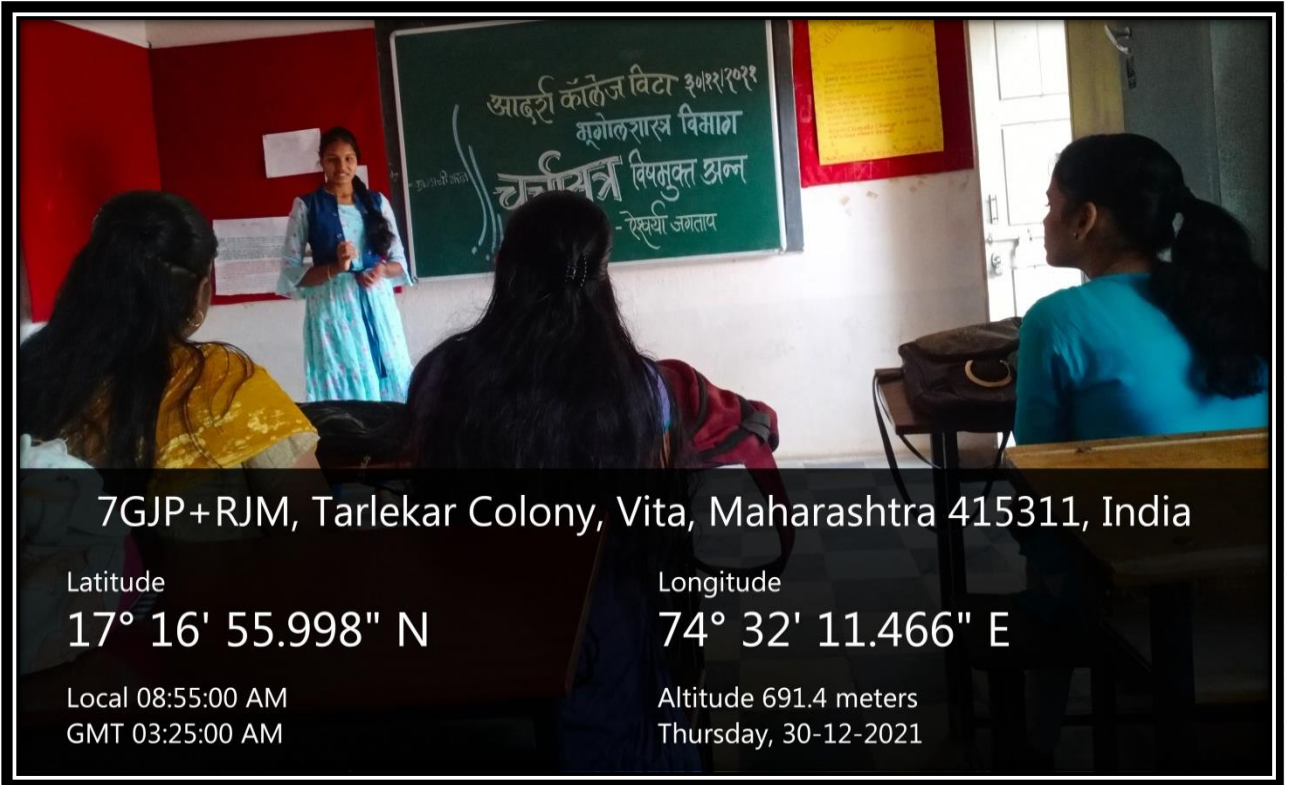 आदर्श कॉलेज विटा ३०/१२/२०२१
भूगोलशास्त्र विभाग
चर्चासत्र विषमुक्त अन्न
- ऐश्वर्या जगताप
7GJP+RJM, Tarlekar Colony, Vita, Maharashtra 415311, India
Latitude
17° 16' 55.998" N
Longitude
74° 32' 11.466" E
Local 08:55:00 AM
GMT 03:25:00 AM
Altitude 691.4 meters
Thursday, 30-12-2021